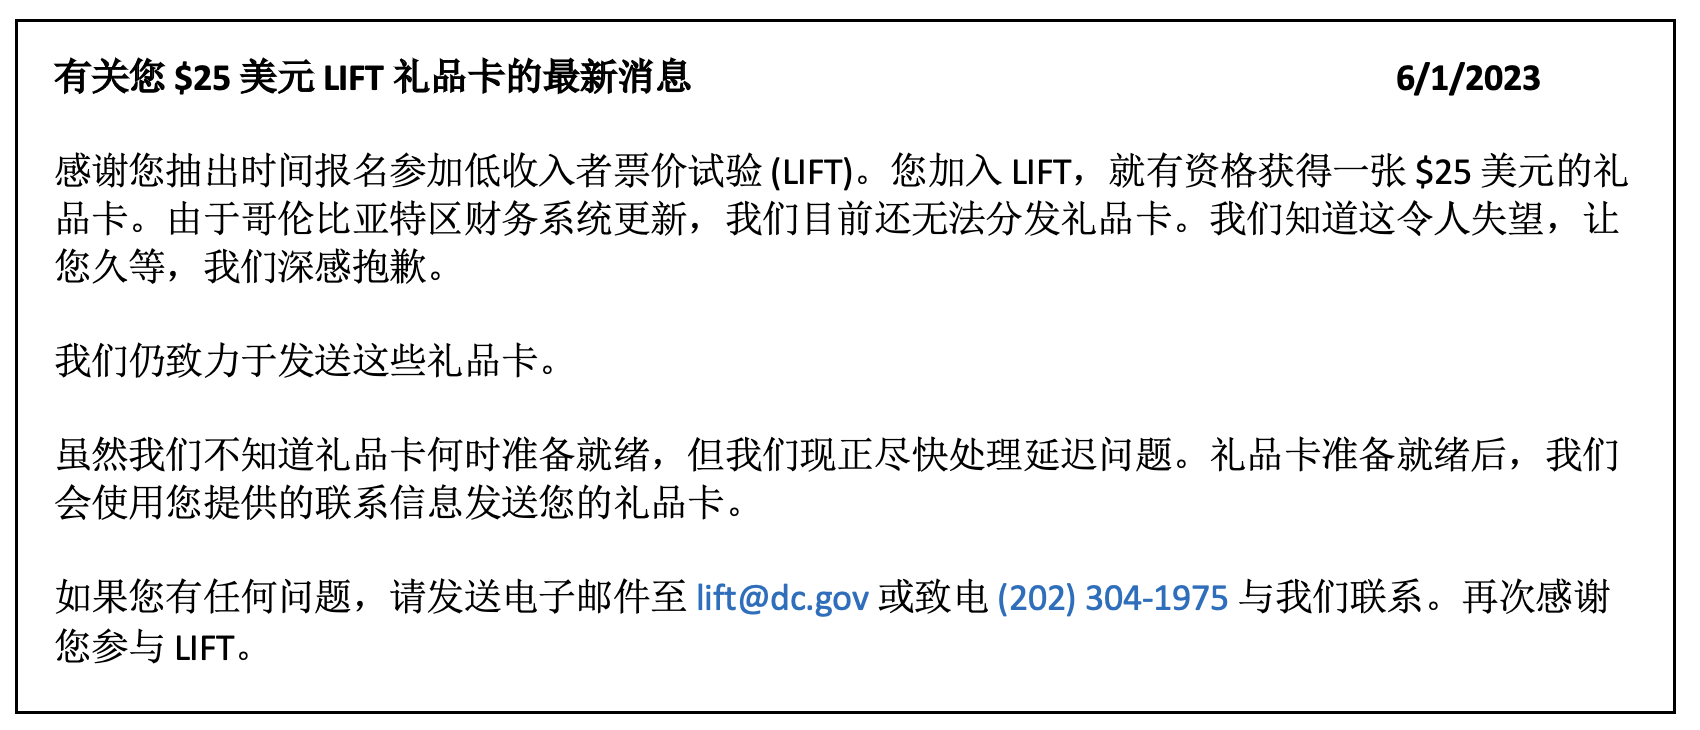 有关您 $25 美元 LIFT 礼品卡的最新消息 6/1/2023
感谢您抽出时间报名参加低收入者票价试验 (LIFT)。您加入 LIFT，就有资格获得一张 $25 美元的礼
品卡。由于哥伦比亚特区财务系统更新，我们目前还无法分发礼品卡。我们知道这令人失望，让
您久等，我们深感抱歉。
我们仍致力于发送这些礼品卡。
虽然我们不知道礼品卡何时准备就绪，但我们现正尽快处理延迟问题。礼品卡准备就绪后，我们
会使用您提供的联系信息发送您的礼品卡。
如果您有任何问题，请发送电子邮件至 lift@dc.gov 或致电 (202) 304-1975 与我们联系。再次感谢
您参与 LIFT。